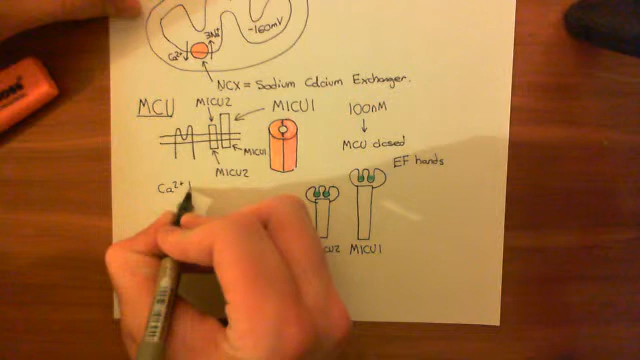 3Na⁺
-160mV
Ca²⁺
NCX = Sodium Calcium Exchanger.
MCU
MICU2
MICU1
100nM
MCU closed
MICU1
MICU2
EF hands
Ca²⁺
MICU1